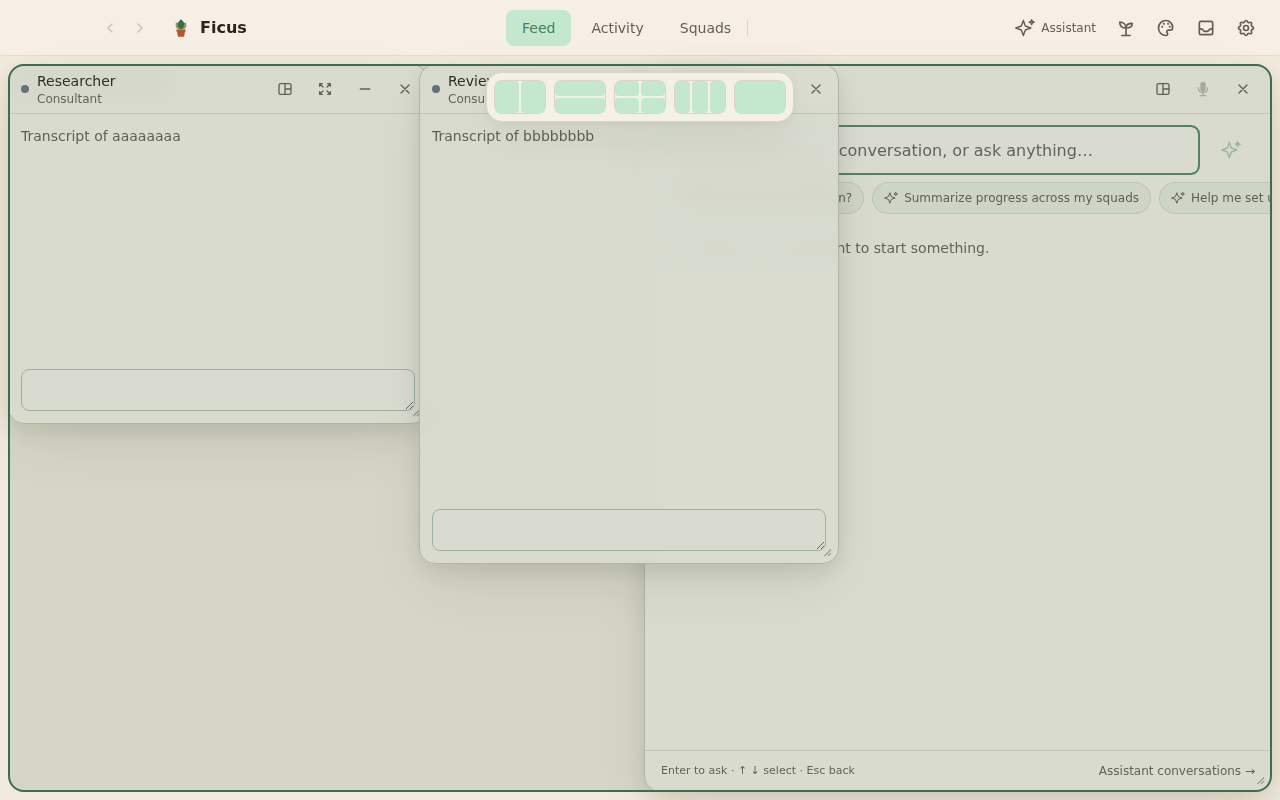 Ficus
Feed
Activity
Squads
Assistant
Researcher
Consultant
Transcript of aaaaaaaa
Transcript of bbbbbbbb
conversation, or ask anything...
Summarize progress across my squads
Help me set
to start something.
Enter to ask · ↑ ↓ select · Esc back
Assistant conversations →